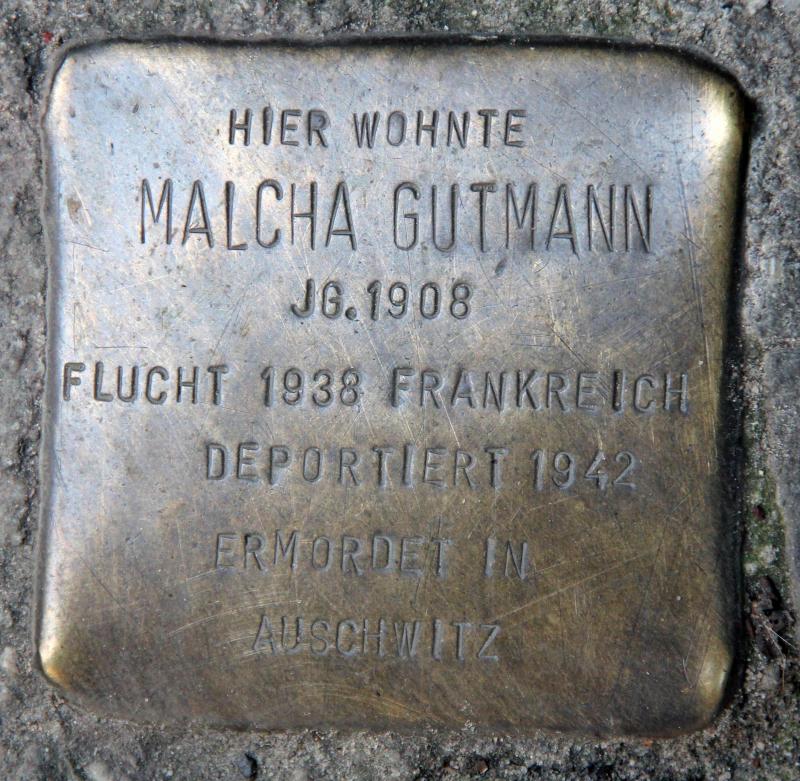 HIER WOHNTE
MALCHA GUTMANN
JG. 1908
FLUCHT 1938 FRANKREICH
DEPORTIERT 1942
ERMORDET IN
AUSCHWITZ